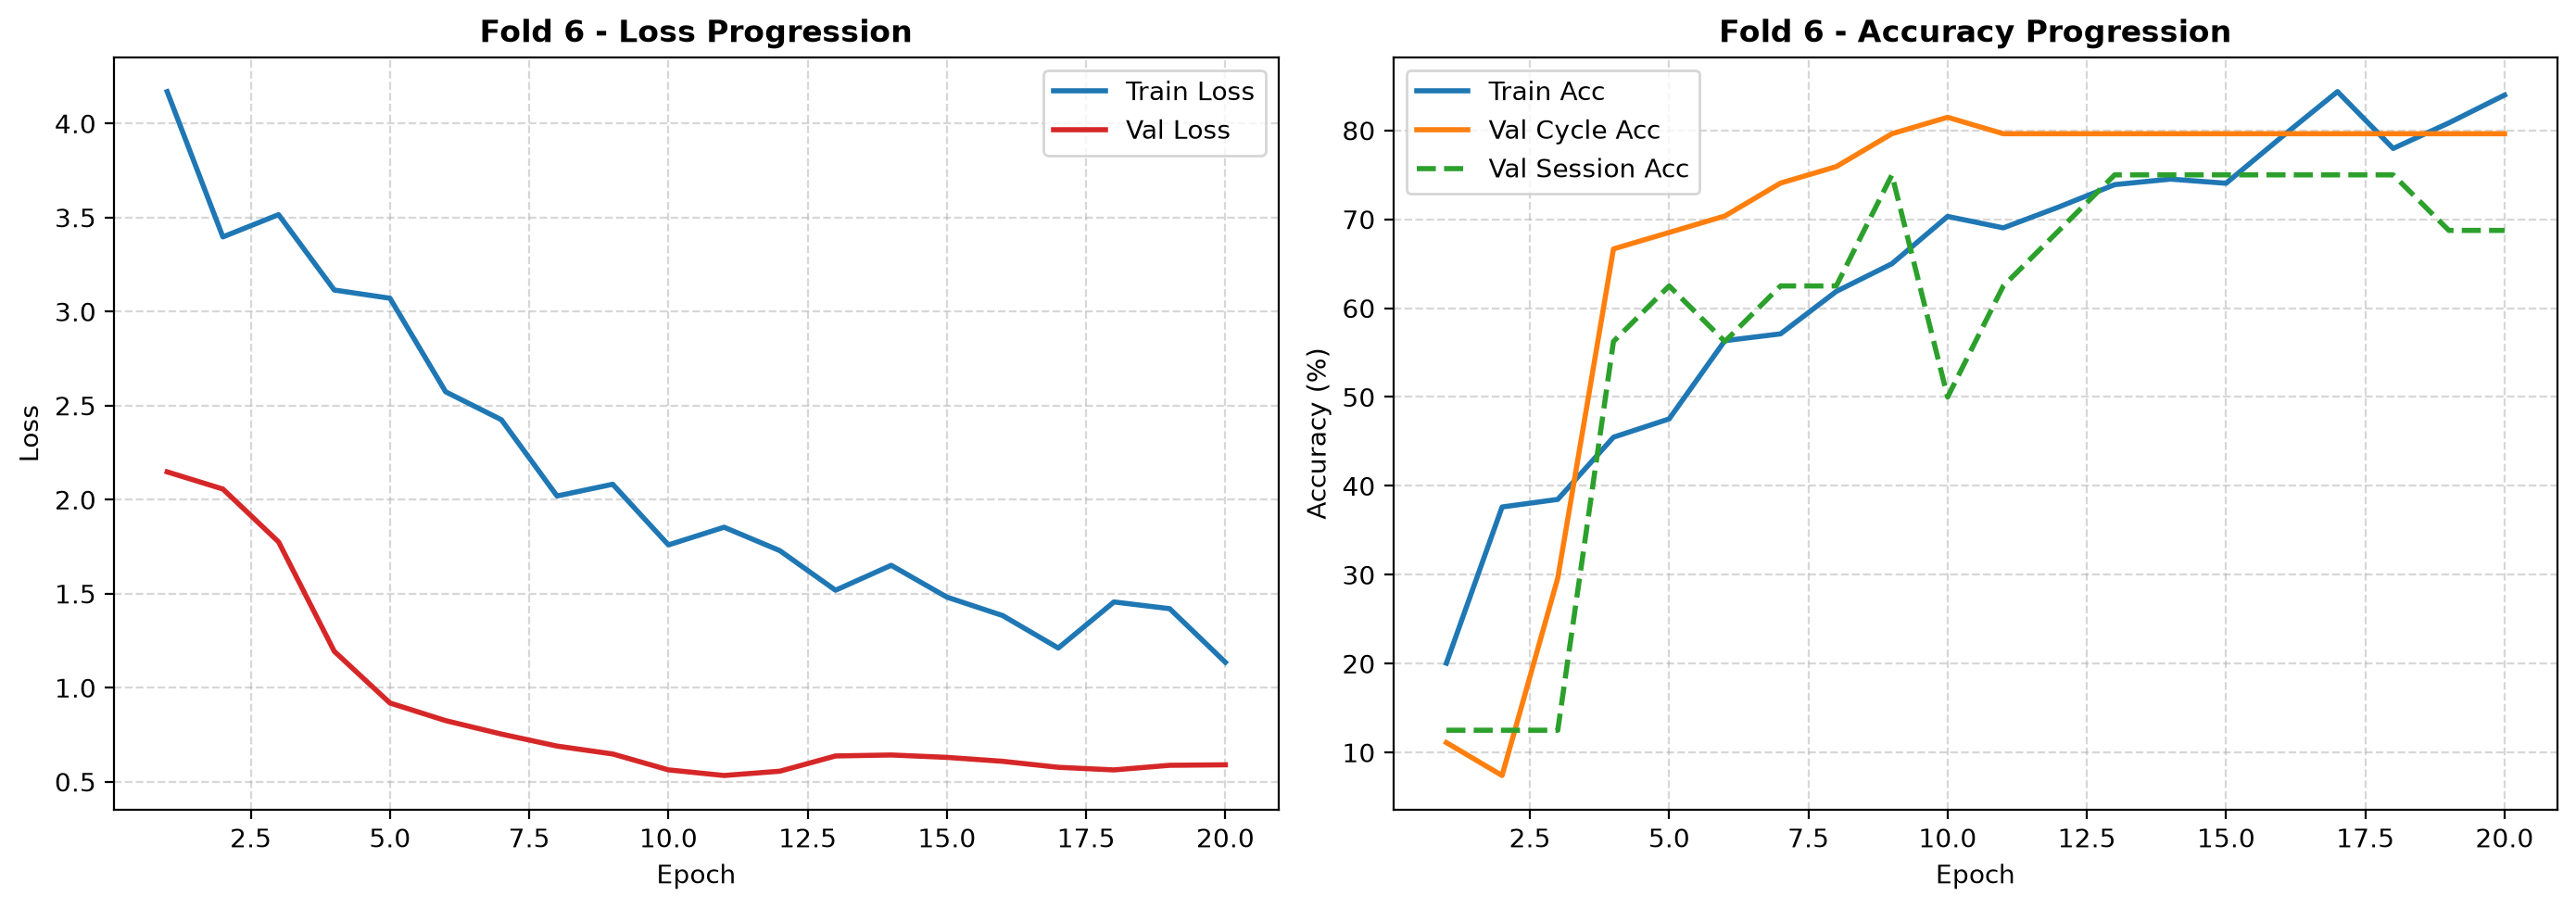 Fold 6 - Loss Progression
Train Loss
Val Loss
4.0
3.5
3.0
2.5
2.0
1.5
1.0
0.5
Loss
2.5 5.0 7.5 10.0 12.5 15.0 17.5 20.0
Epoch
Fold 6 - Accuracy Progression
Train Acc
Val Cycle Acc
Val Session Acc
80
70
60
50
40
30
20
10
Accuracy (%)
2.5 5.0 7.5 10.0 12.5 15.0 17.5 20.0
Epoch